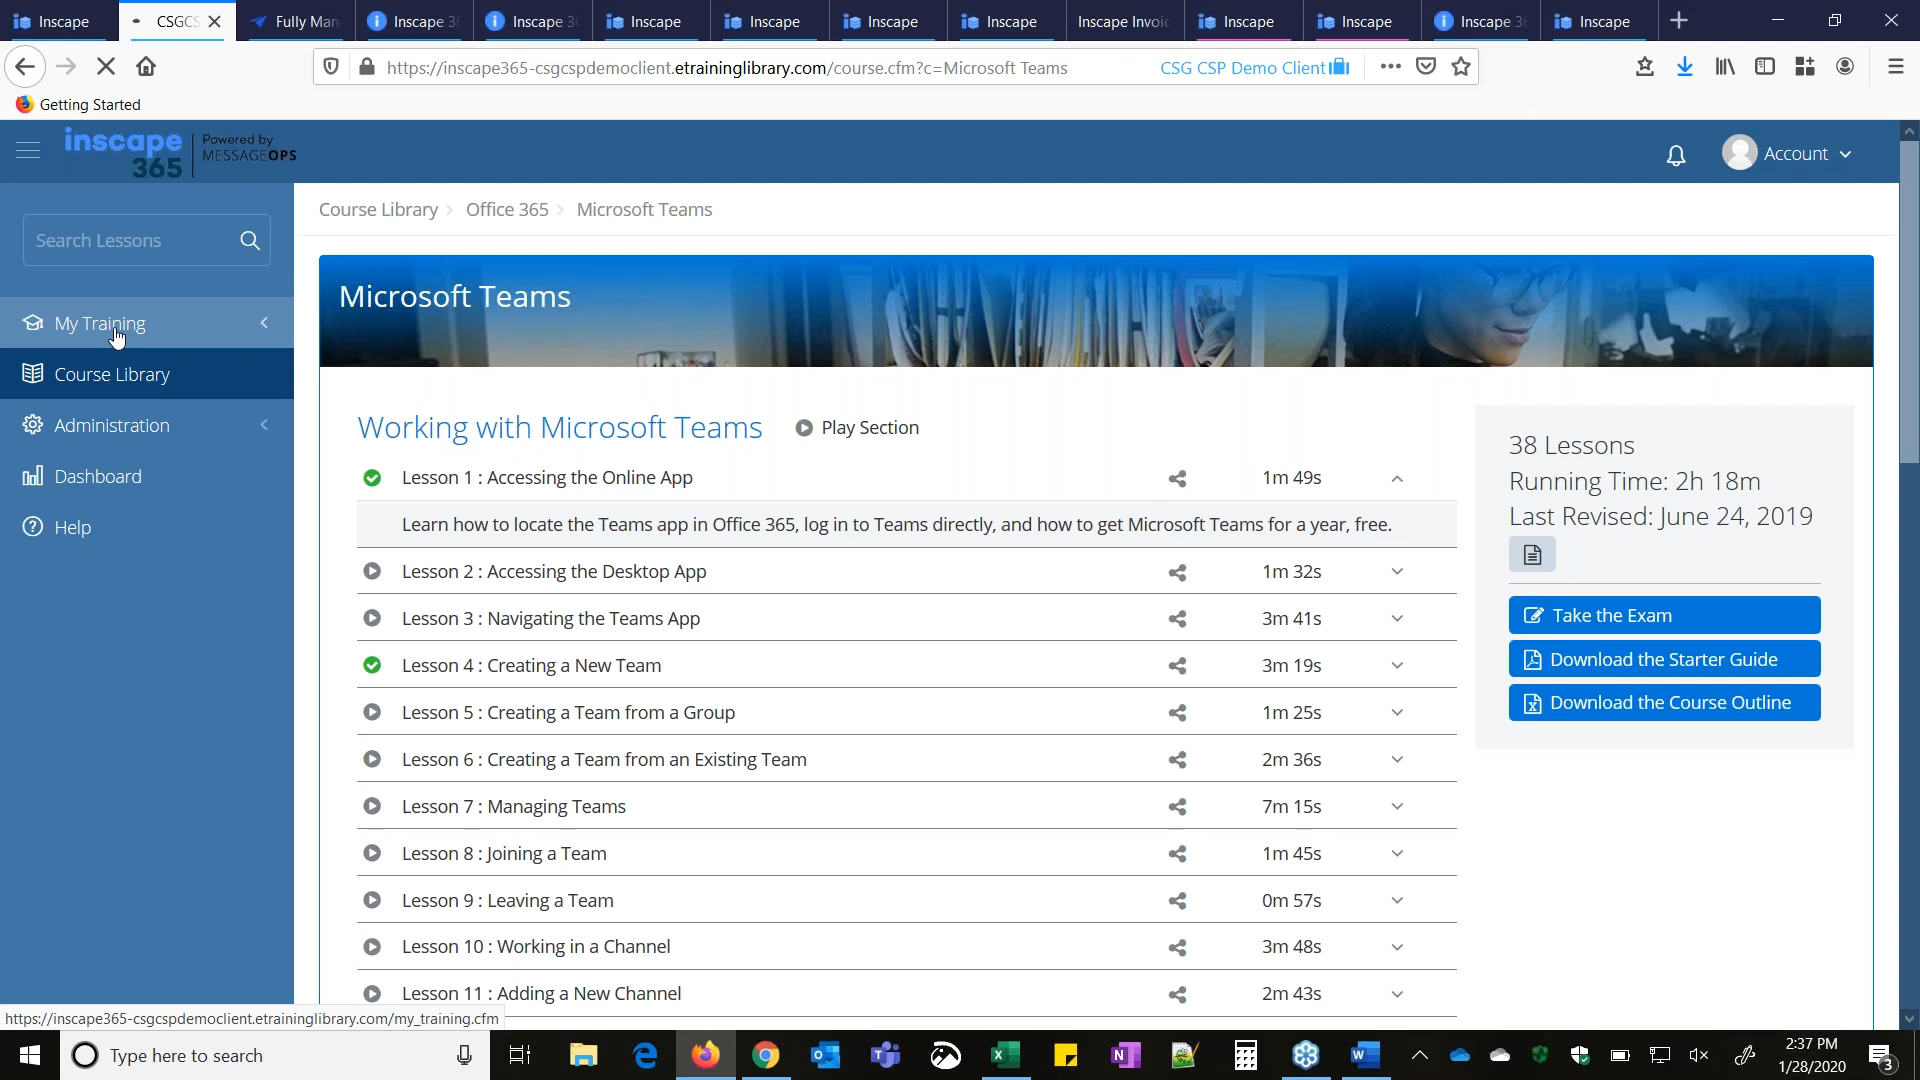 Inscape
CSGCS
Fully Man
Inscape 3
Inscape 3
Inscape
Inscape
Inscape
Inscape
Inscape Invoic
Inscape
Inscape
Inscape 3
Inscape
https://inscape365-csgcspdemoclient.etraininglibrary.com/course.cfm?c=Microsoft Teams
CSG CSP Demo Client
Getting Started
inscape 365
Powered by
MESSAGEOPS
Account
Search Lessons
My Training
Course Library
Administration
Dashboard
Help
Course Library
Office 365
Microsoft Teams
Microsoft Teams
Working with Microsoft Teams
Play Section
Lesson 1 : Accessing the Online App 1m 49s
Learn how to locate the Teams app in Office 365, log in to Teams directly, and how to get Microsoft Teams for a year, free.
Lesson 2 : Accessing the Desktop App 1m 32s
Lesson 3 : Navigating the Teams App 3m 41s
Lesson 4 : Creating a New Team 3m 19s
Lesson 5 : Creating a Team from a Group 1m 25s
Lesson 6 : Creating a Team from an Existing Team 2m 36s
Lesson 7 : Managing Teams 7m 15s
Lesson 8 : Joining a Team 1m 45s
Lesson 9 : Leaving a Team 0m 57s
Lesson 10 : Working in a Channel 3m 48s
Lesson 11 : Adding a New Channel 2m 43s
38 Lessons
Running Time: 2h 18m
Last Revised: June 24, 2019
Take the Exam
Download the Starter Guide
Download the Course Outline
https://inscape365-csgcspdemoclient.etraininglibrary.com/my_training.cfm
Type here to search
2:37 PM
1/28/2020
3